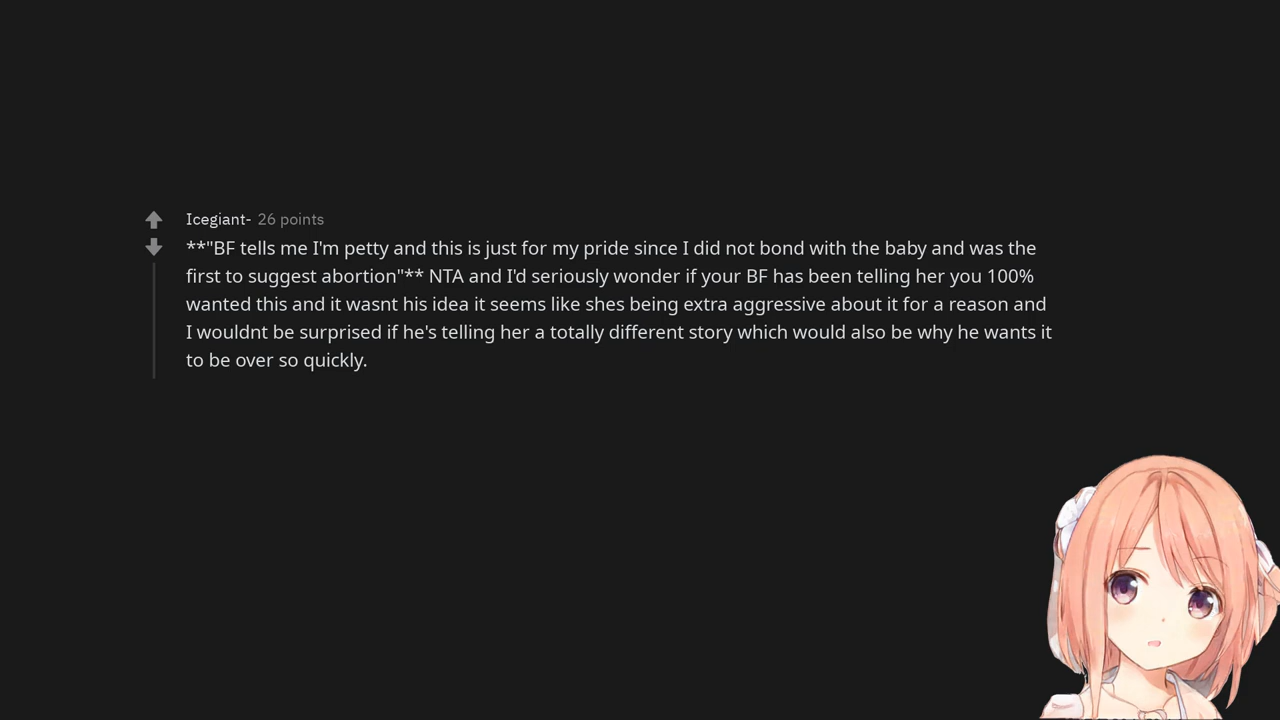 Icegiant- 26 points
**"BF tells me I'm petty and this is just for my pride since I did not bond with the baby and was the
first to suggest abortion"** NTA and I'd seriously wonder if your BF has been telling her you 100%
wanted this and it wasnt his idea it seems like shes being extra aggressive about it for a reason and
I wouldnt be surprised if he's telling her a totally different story which would also be why he wants it
to be over so quickly.